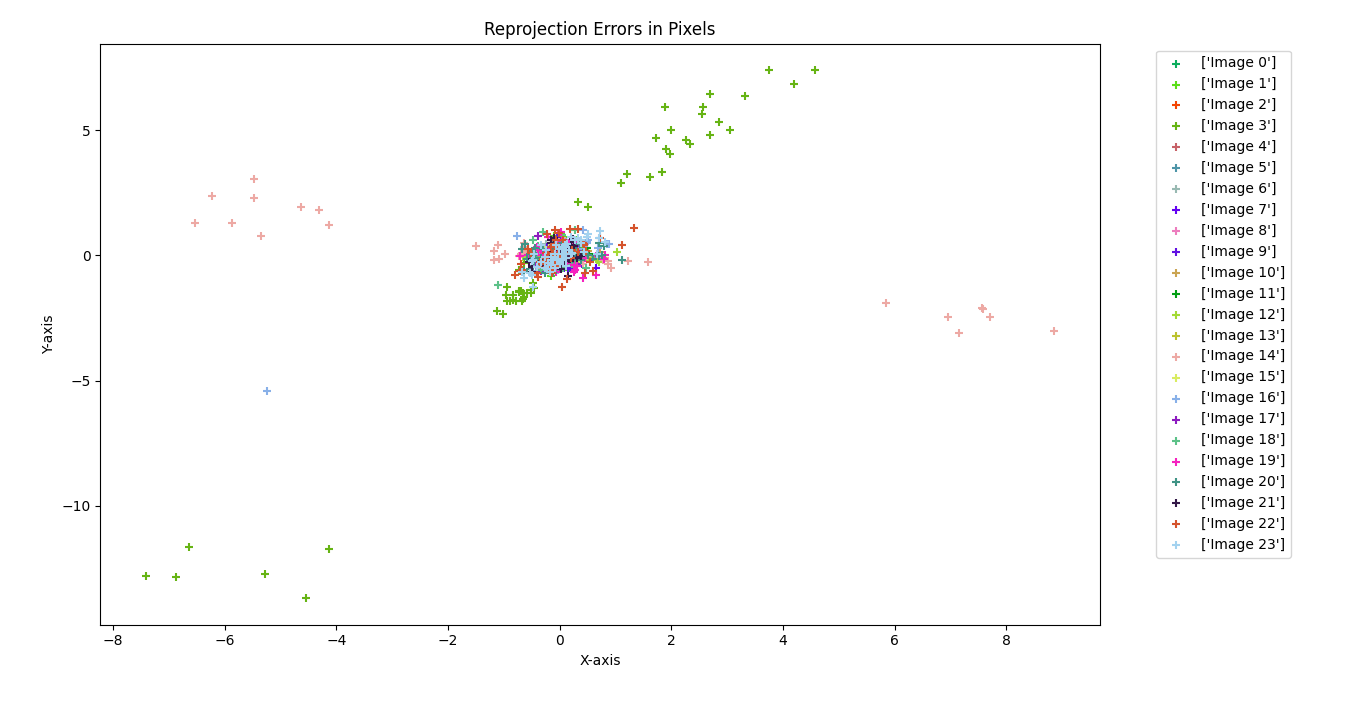 Reprojection Errors in Pixels
5
0
−5
−10
−8 −6 −4 −2 0 2 4 6 8
X-axis
Y-axis
['Image 0']
['Image 1']
['Image 2']
['Image 3']
['Image 4']
['Image 5']
['Image 6']
['Image 7']
['Image 8']
['Image 9']
['Image 10']
['Image 11']
['Image 12']
['Image 13']
['Image 14']
['Image 15']
['Image 16']
['Image 17']
['Image 18']
['Image 19']
['Image 20']
['Image 21']
['Image 22']
['Image 23']